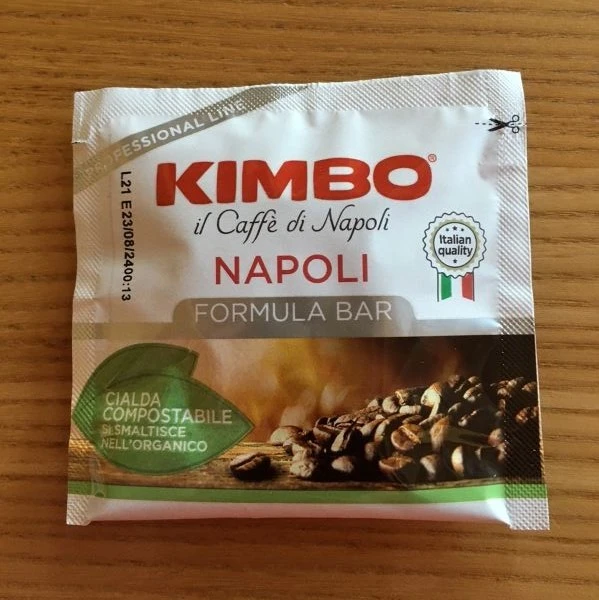 PROFESSIONAL LINE
KIMBO®
il Caffè di Napoli
NAPOLI
FORMULA BAR
Italian
quality
L21 E23/08/2400:13
CIALDA
COMPOSTABILE
SI SMALTISCE
NELL'ORGANICO